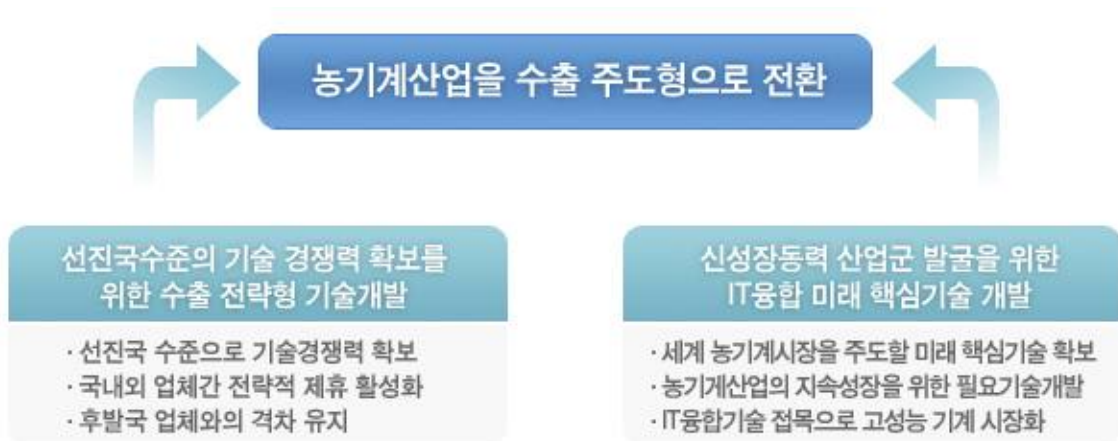 농기계산업을 수출 주도형으로 전환
선진국수준의 기술 경쟁력 확보를
위한 수출 전략형 기술개발
· 선진국 수준으로 기술경쟁력 확보
· 국내외 업체간 전략적 제휴 활성화
· 후발국 업체와의 격차 유지
신성장동력 산업군 발굴을 위한
IT융합 미래 핵심기술 개발
· 세계 농기계시장을 주도할 미래 핵심기술 확보
· 농기계산업의 지속성장을 위한 필요기술개발
· IT융합기술 접목으로 고성능 기계 시장화